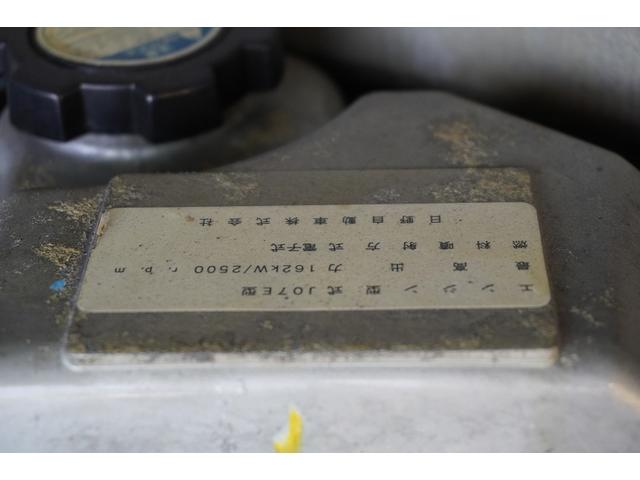 エンジン型式 J07E型
最高出力 162kW/2500r.p.m
燃料噴射方式 電子式
日野自動車株式会社